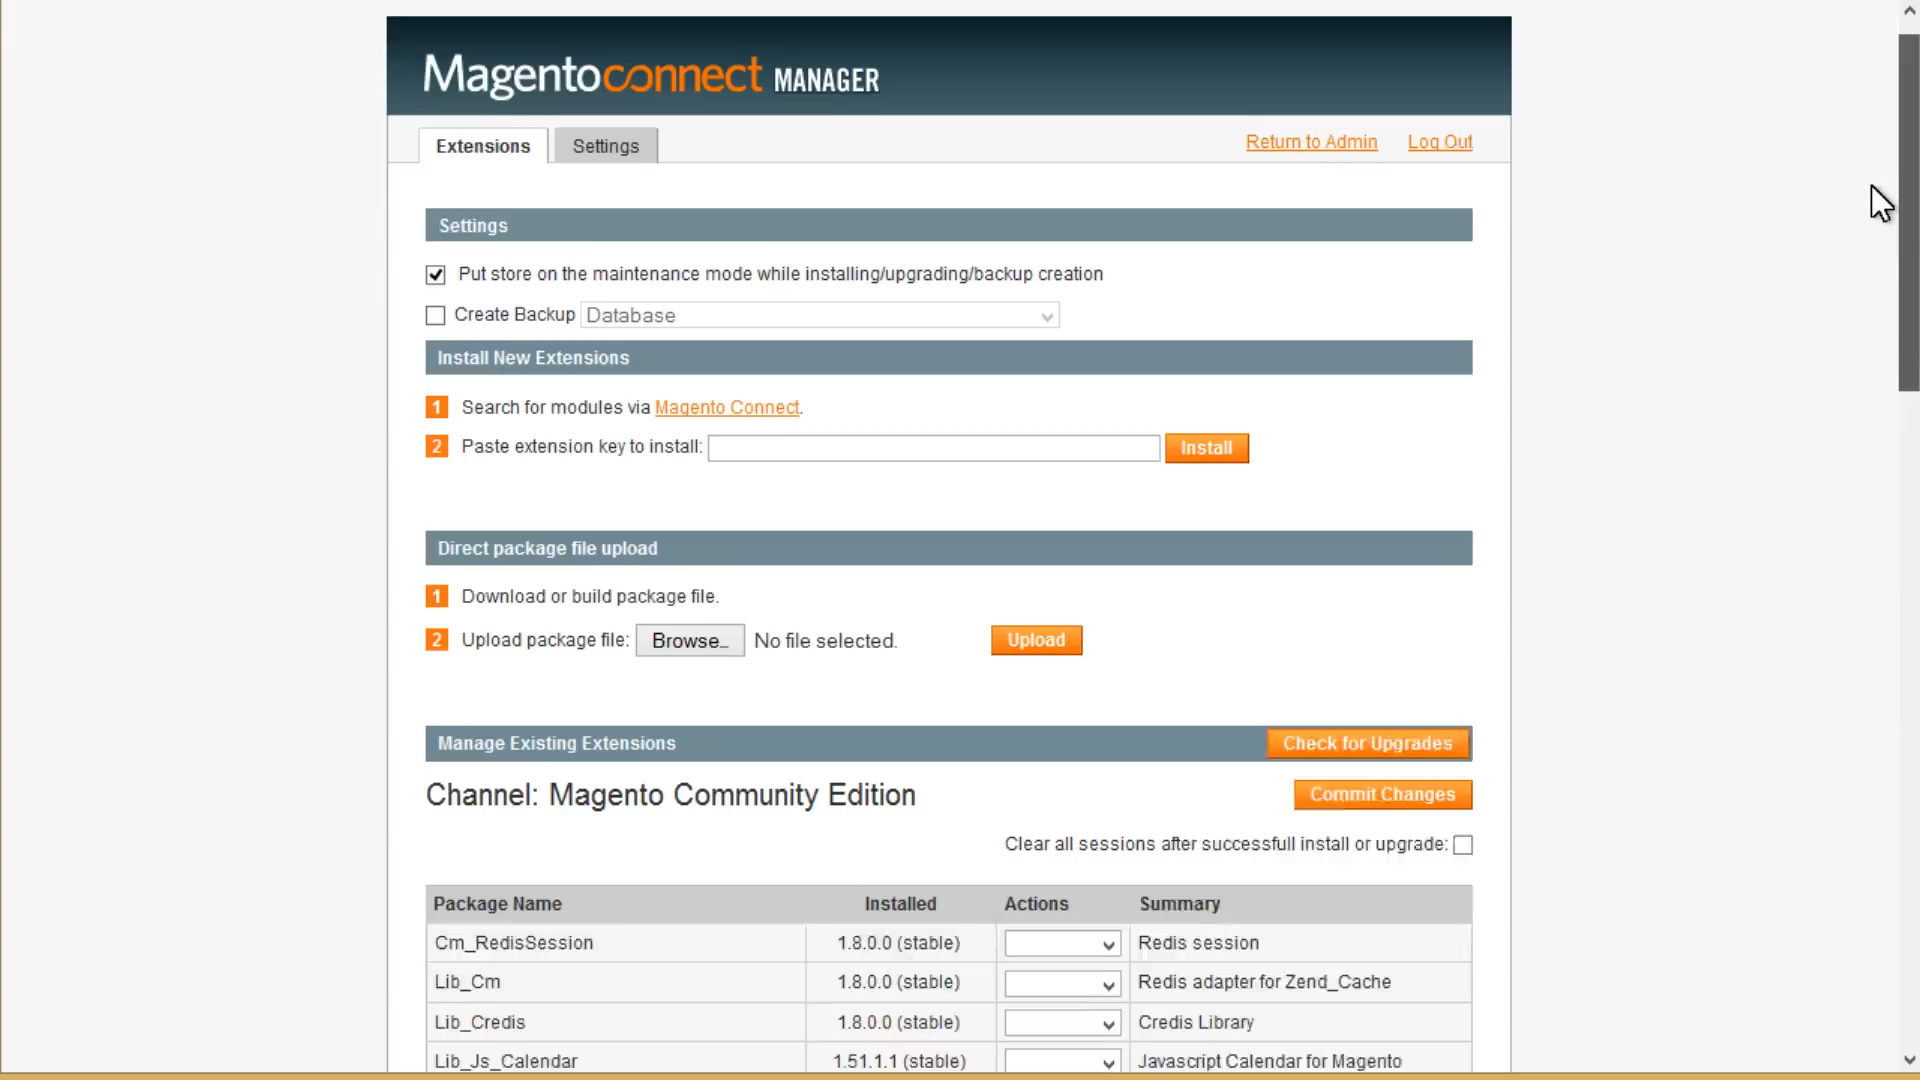 Magentoconnect MANAGER
Extensions Settings Return to Admin Log Out
Settings
Put store on the maintenance mode while installing/upgrading/backup creation
Create Backup Database
Install New Extensions
1 Search for modules via Magento Connect.
2 Paste extension key to install: Install
Direct package file upload
1 Download or build package file.
2 Upload package file: Browse… No file selected. Upload
Manage Existing Extensions Check for Upgrades
Channel: Magento Community Edition Commit Changes
Clear all sessions after successfull install or upgrade:
Package Name Installed Actions Summary
Cm_RedisSession 1.8.0.0 (stable) Redis session
Lib_Cm 1.8.0.0 (stable) Redis adapter for Zend_Cache
Lib_Credis 1.8.0.0 (stable) Credis Library
Lib_Js_Calendar 1.51.1.1 (stable) Javascript Calendar for Magento